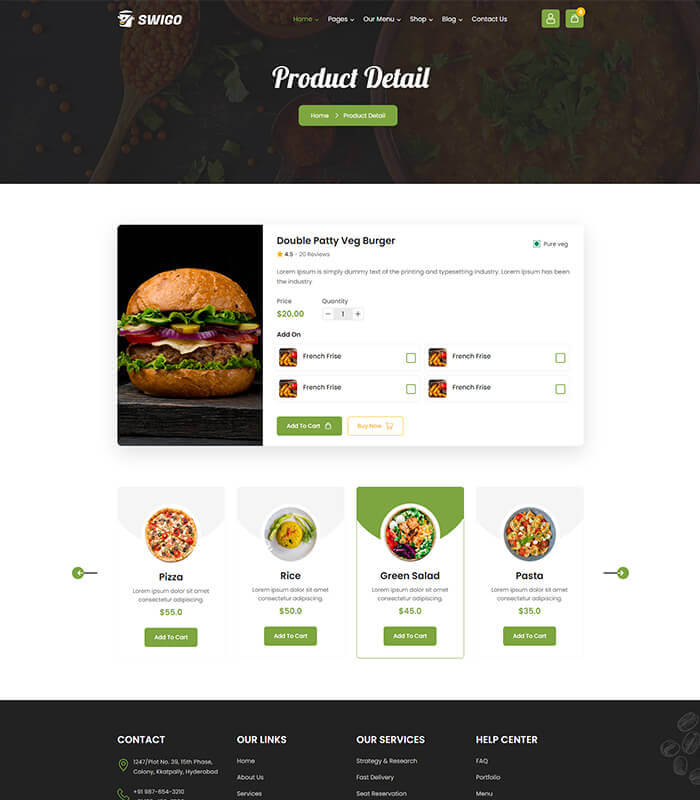 SWIGO
Home Pages Our Menu Shop Blog Contact Us
Product Detail
Home > Product Detail
Double Patty Veg Burger
Pure veg
4.5 - 20 Reviews
Lorem Ipsum is simply dummy text of the printing and typesetting industry. Lorem Ipsum has been
the industry
Price Quantity
$20.00 − 1 +
Add On
French Frise French Frise
French Frise French Frise
Add To Cart Buy Now
Pizza
Lorem ipsum dolor sit amet
consectetur adipiscing.
$55.0
Add To Cart
Rice
Lorem ipsum dolor sit amet
consectetur adipiscing.
$50.0
Add To Cart
Green Salad
Lorem ipsum dolor sit amet
consectetur adipiscing.
$45.0
Add To Cart
Pasta
Lorem ipsum dolor sit amet
consectetur adipiscing.
$35.0
Add To Cart
CONTACT
1247/Plot No. 39, 15th Phase,
Colony, Kkatpally, Hyderabad
+91 987-654-3210
OUR LINKS
Home
About Us
Services
OUR SERVICES
Strategy & Research
Fast Delivery
Seat Reservation
HELP CENTER
FAQ
Portfolio
Menu